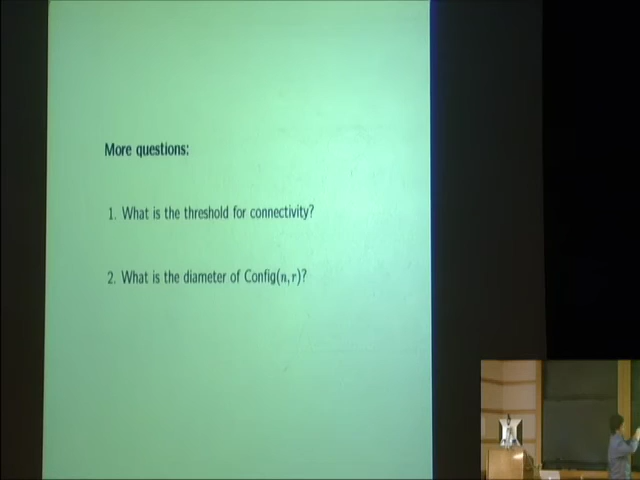 More questions:
1. What is the threshold for connectivity?
2. What is the diameter of Config(n, r)?